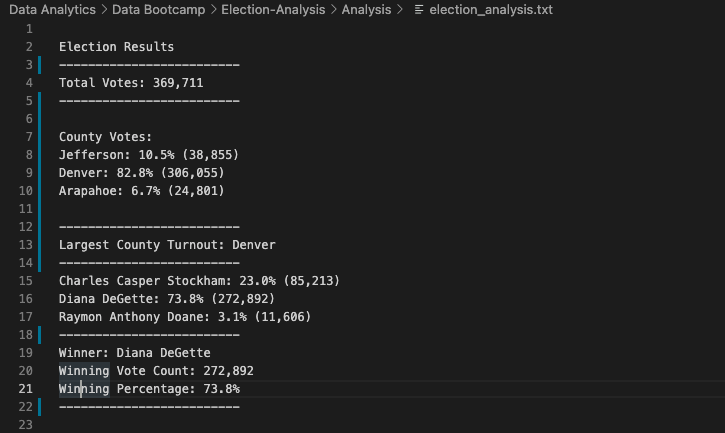 Data Analytics > Data Bootcamp > Election-Analysis > Analysis > election_analysis.txt
1
2 Election Results
3 -------------------------
4 Total Votes: 369,711
5 -------------------------
6
7 County Votes:
8 Jefferson: 10.5% (38,855)
9 Denver: 82.8% (306,055)
10 Arapahoe: 6.7% (24,801)
11
12 -------------------------
13 Largest County Turnout: Denver
14 -------------------------
15 Charles Casper Stockham: 23.0% (85,213)
16 Diana DeGette: 73.8% (272,892)
17 Raymon Anthony Doane: 3.1% (11,606)
18 -------------------------
19 Winner: Diana DeGette
20 Winning Vote Count: 272,892
21 Winning Percentage: 73.8%
22 -------------------------
23